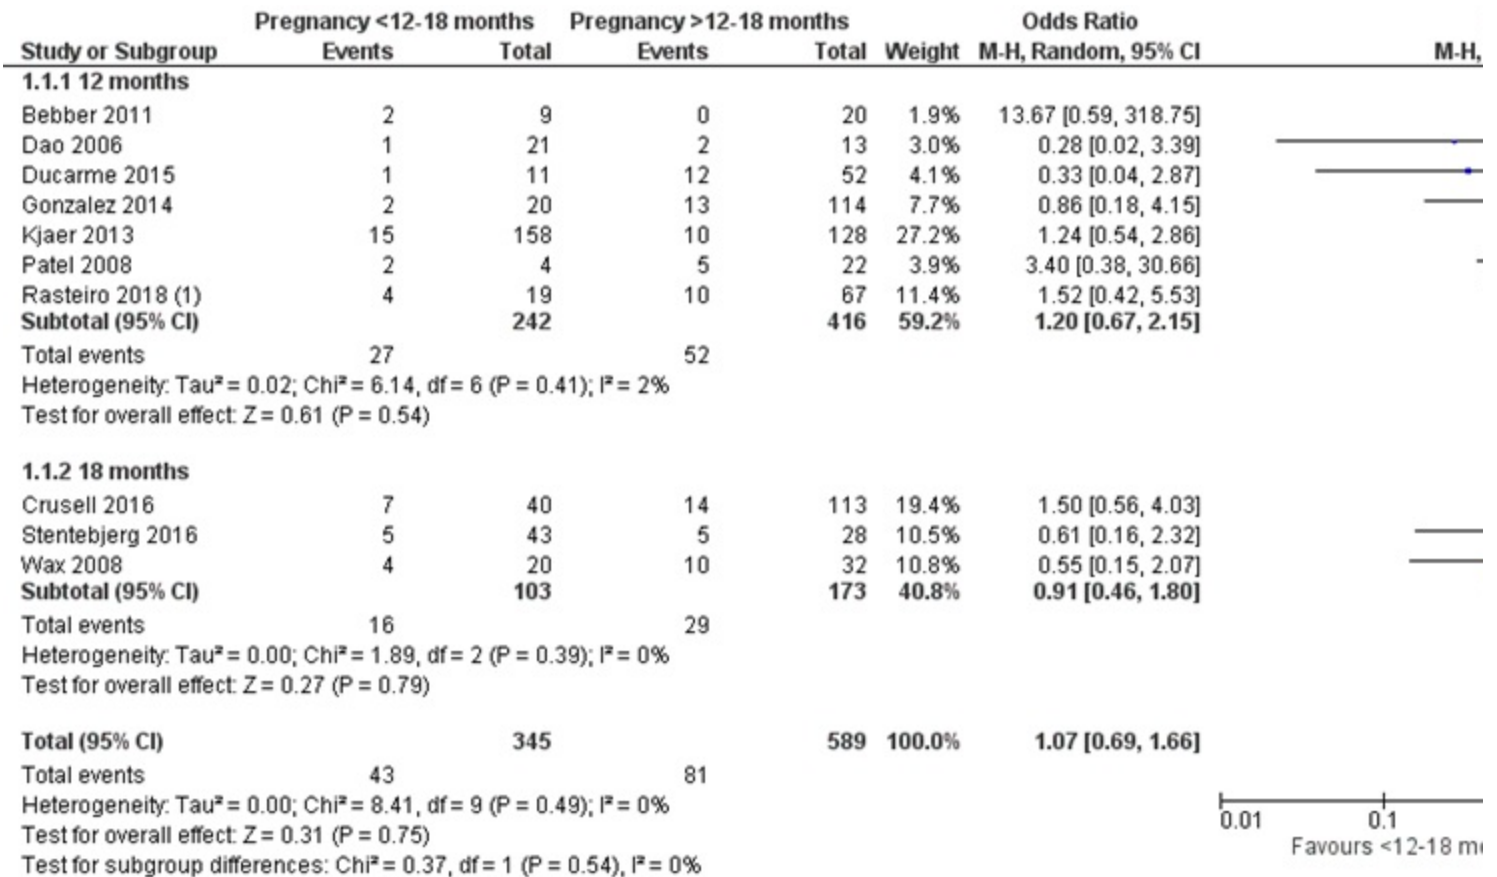 Pregnancy <12-18 months Pregnancy >12-18 months Odds Ratio
Study or Subgroup Events Total Events Total Weight M-H, Random, 95% CI M-H,
1.1.1 12 months
Bebber 2011 2 9 0 20 1.9% 13.67 [0.59, 318.75]
Dao 2006 1 21 2 13 3.0% 0.28 [0.02, 3.39]
Ducarme 2015 1 11 12 52 4.1% 0.33 [0.04, 2.87]
Gonzalez 2014 2 20 13 114 7.7% 0.86 [0.18, 4.15]
Kjaer 2013 15 158 10 128 27.2% 1.24 [0.54, 2.86]
Patel 2008 2 4 5 22 3.9% 3.40 [0.38, 30.66]
Rasteiro 2018 (1) 4 19 10 67 11.4% 1.52 [0.42, 5.53]
Subtotal (95% CI) 242 416 59.2% 1.20 [0.67, 2.15]
Total events 27 52
Heterogeneity: Tau² = 0.02; Chi² = 6.14, df = 6 (P = 0.41); I² = 2%
Test for overall effect: Z = 0.61 (P = 0.54)
1.1.2 18 months
Crusell 2016 7 40 14 113 19.4% 1.50 [0.56, 4.03]
Stentebjerg 2016 5 43 5 28 10.5% 0.61 [0.16, 2.32]
Wax 2008 4 20 10 32 10.8% 0.55 [0.15, 2.07]
Subtotal (95% CI) 103 173 40.8% 0.91 [0.46, 1.80]
Total events 16 29
Heterogeneity: Tau² = 0.00; Chi² = 1.89, df = 2 (P = 0.39); I² = 0%
Test for overall effect: Z = 0.27 (P = 0.79)
Total (95% CI) 345 589 100.0% 1.07 [0.69, 1.66]
Total events 43 81
Heterogeneity: Tau² = 0.00; Chi² = 8.41, df = 9 (P = 0.49); I² = 0%
Test for overall effect: Z = 0.31 (P = 0.75)
Test for subgroup differences: Chi² = 0.37, df = 1 (P = 0.54), I² = 0%
0.01 0.1
Favours <12-18 m